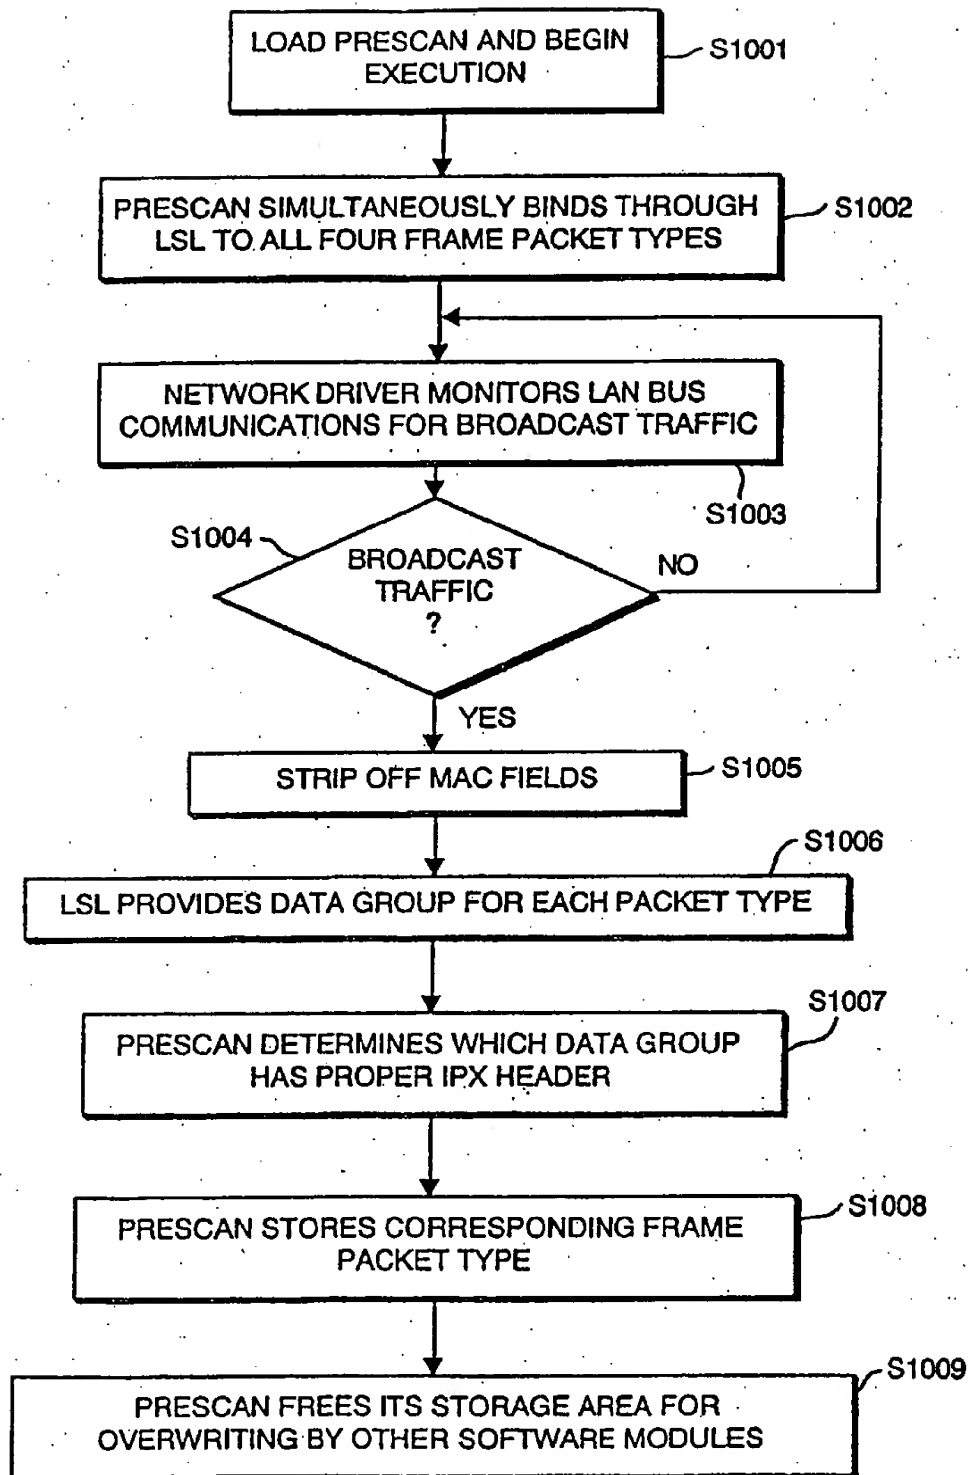 LOAD PRESCAN AND BEGIN
EXECUTION
S1001
PRESCAN SIMULTANEOUSLY BINDS THROUGH
LSL TO ALL FOUR FRAME PACKET TYPES
S1002
NETWORK DRIVER MONITORS LAN BUS
COMMUNICATIONS FOR BROADCAST TRAFFIC
S1003
S1004
BROADCAST
TRAFFIC
?
NO
YES
STRIP OFF MAC FIELDS
S1005
S1006
LSL PROVIDES DATA GROUP FOR EACH PACKET TYPE
S1007
PRESCAN DETERMINES WHICH DATA GROUP
HAS PROPER IPX HEADER
S1008
PRESCAN STORES CORRESPONDING FRAME
PACKET TYPE
S1009
PRESCAN FREES ITS STORAGE AREA FOR
OVERWRITING BY OTHER SOFTWARE MODULES